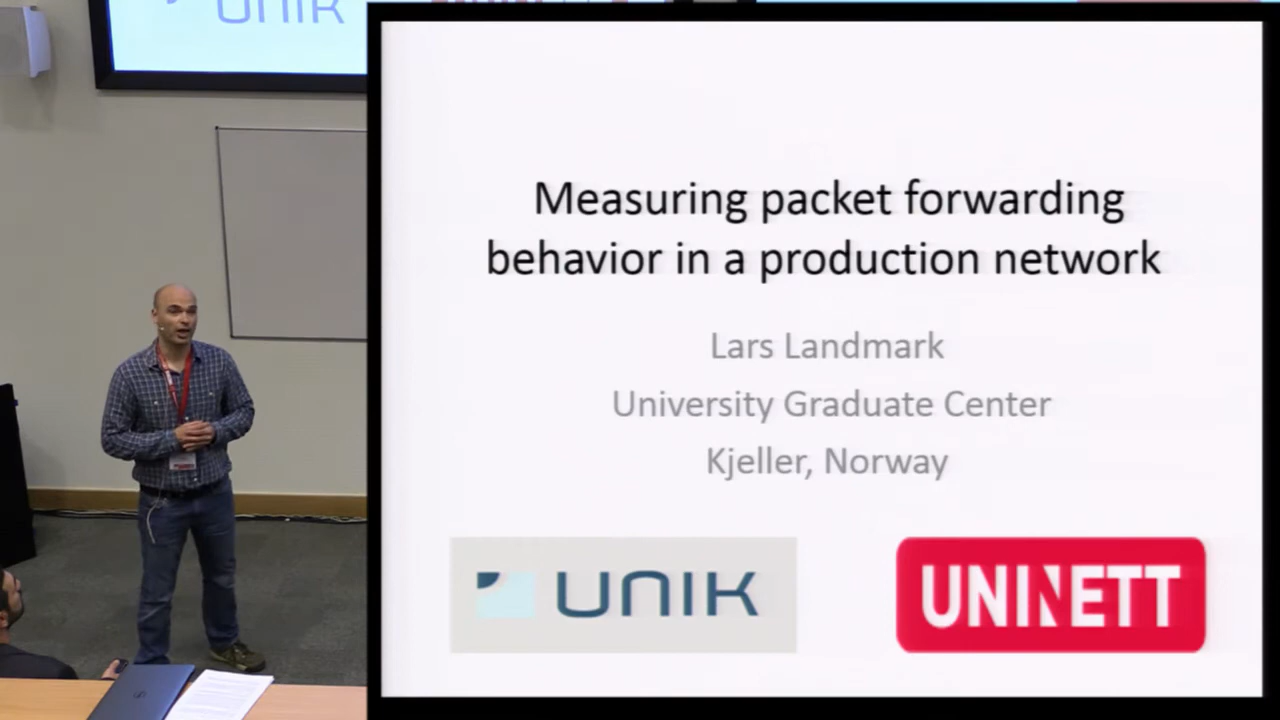 UNIK
Measuring packet forwarding
behavior in a production network
Lars Landmark
University Graduate Center
Kjeller, Norway
UNIK
UNINETT